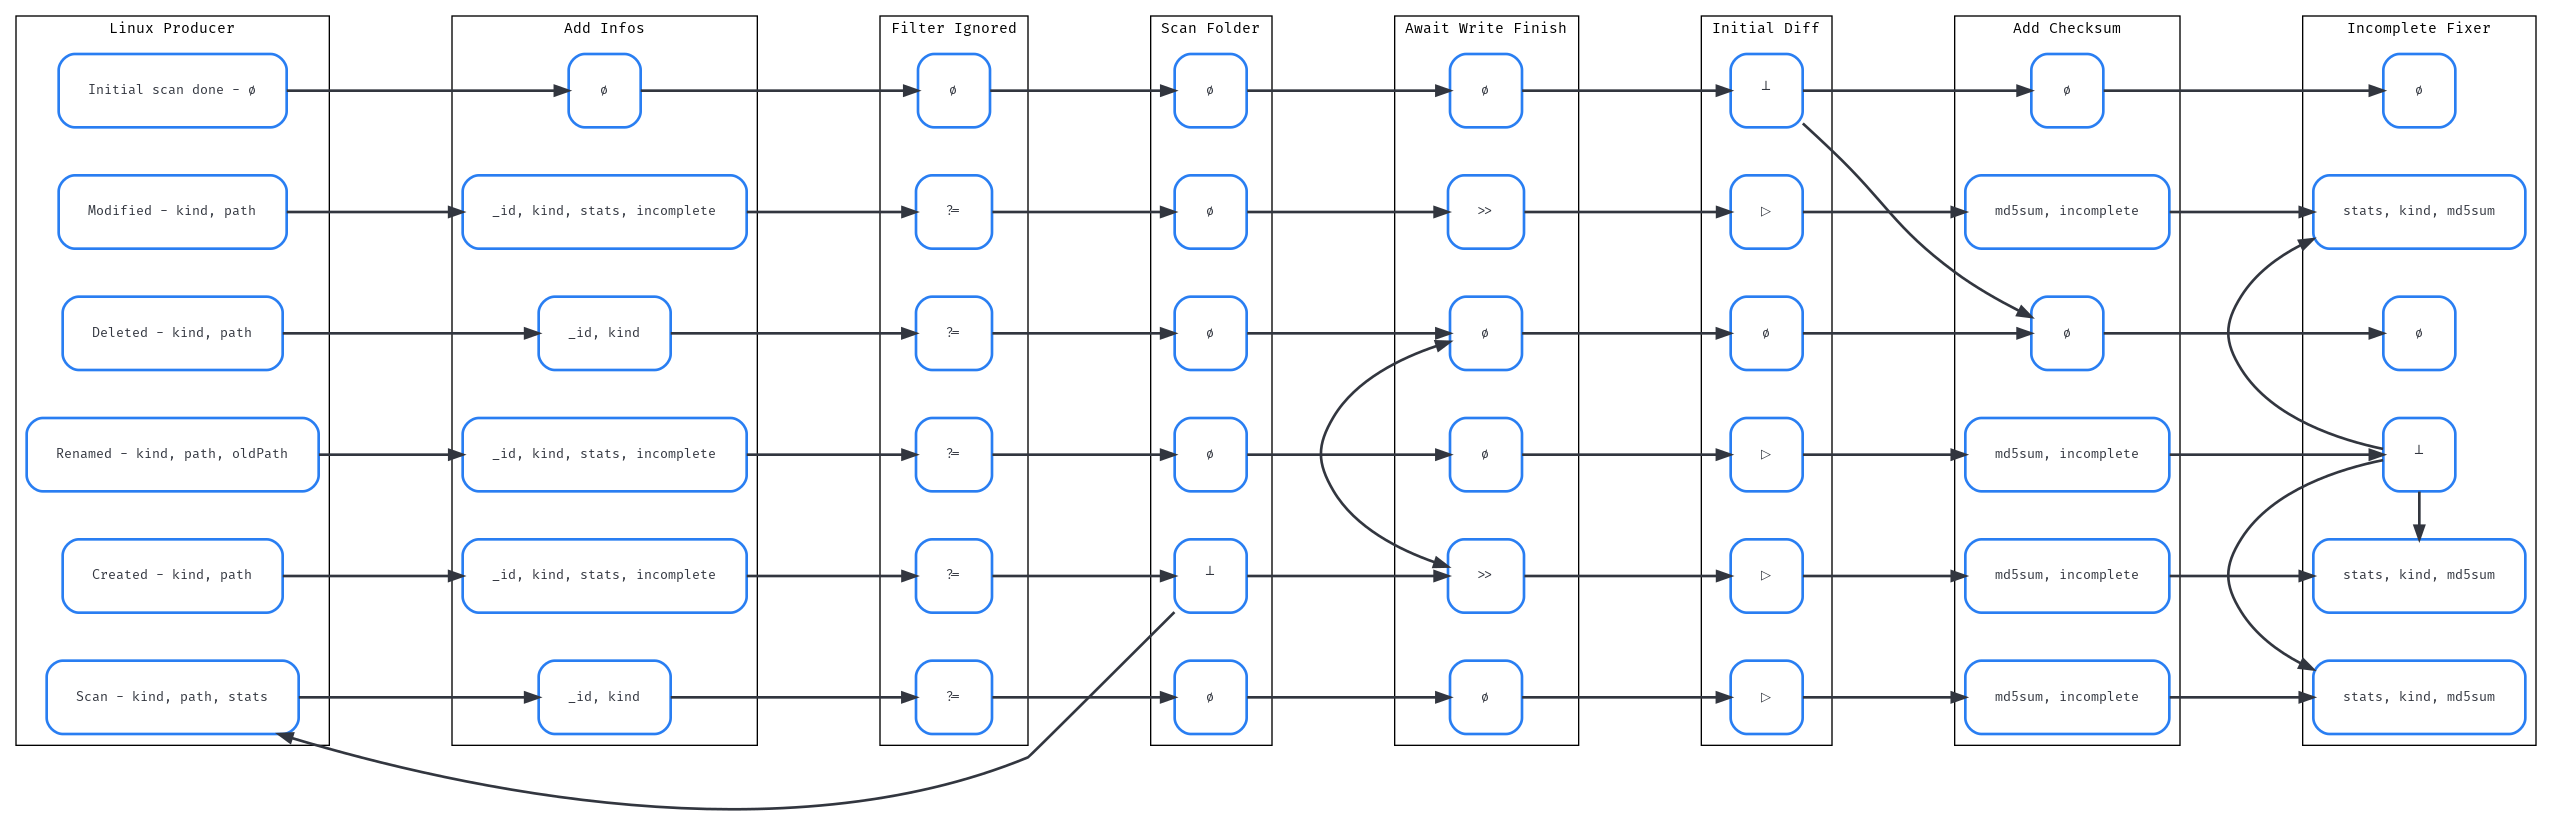 Linux Producer
Add Infos
Filter Ignored
Scan Folder
Await Write Finish
Initial Diff
Add Checksum
Incomplete Fixer
Initial scan done - ø
ø
ø
ø
ø
⊥
ø
ø
Modified - kind, path
_id, kind, stats, incomplete
?=
ø
>>
▷
md5sum, incomplete
stats, kind, md5sum
Deleted - kind, path
_id, kind
?=
ø
ø
ø
ø
ø
Renamed - kind, path, oldPath
_id, kind, stats, incomplete
?=
ø
ø
▷
md5sum, incomplete
⊥
Created - kind, path
_id, kind, stats, incomplete
?=
⊥
>>
▷
md5sum, incomplete
stats, kind, md5sum
Scan - kind, path, stats
_id, kind
?=
ø
ø
▷
md5sum, incomplete
stats, kind, md5sum